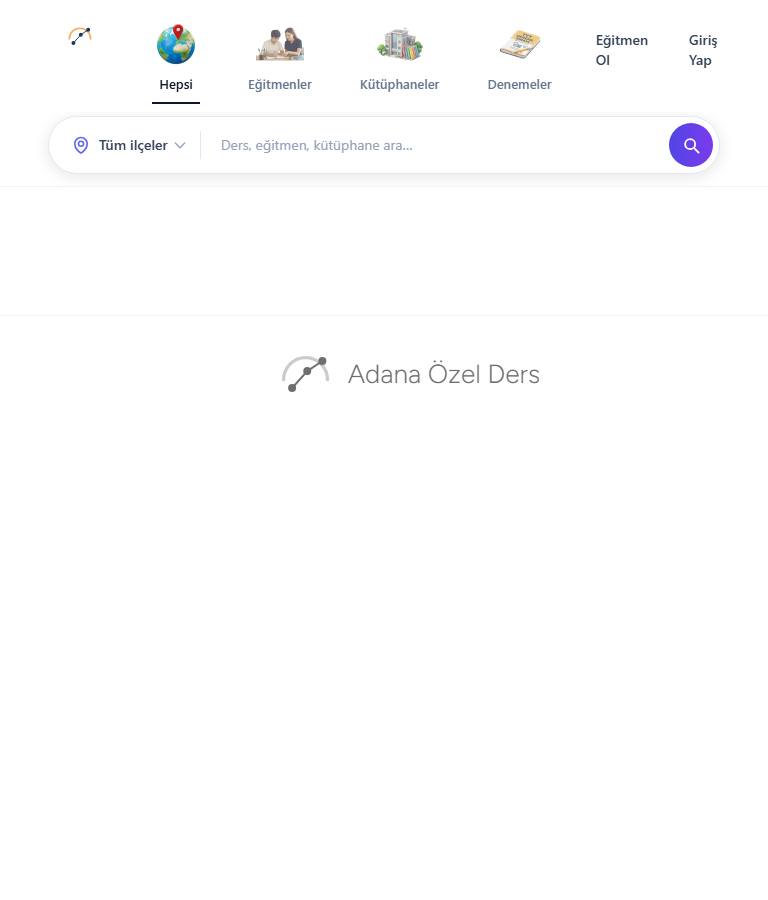 Hepsi
Eğitmenler
Kütüphaneler
Denemeler
Eğitmen
Ol
Giriş
Yap
Tüm ilçeler
Ders, eğitmen, kütüphane ara...
Adana Özel Ders